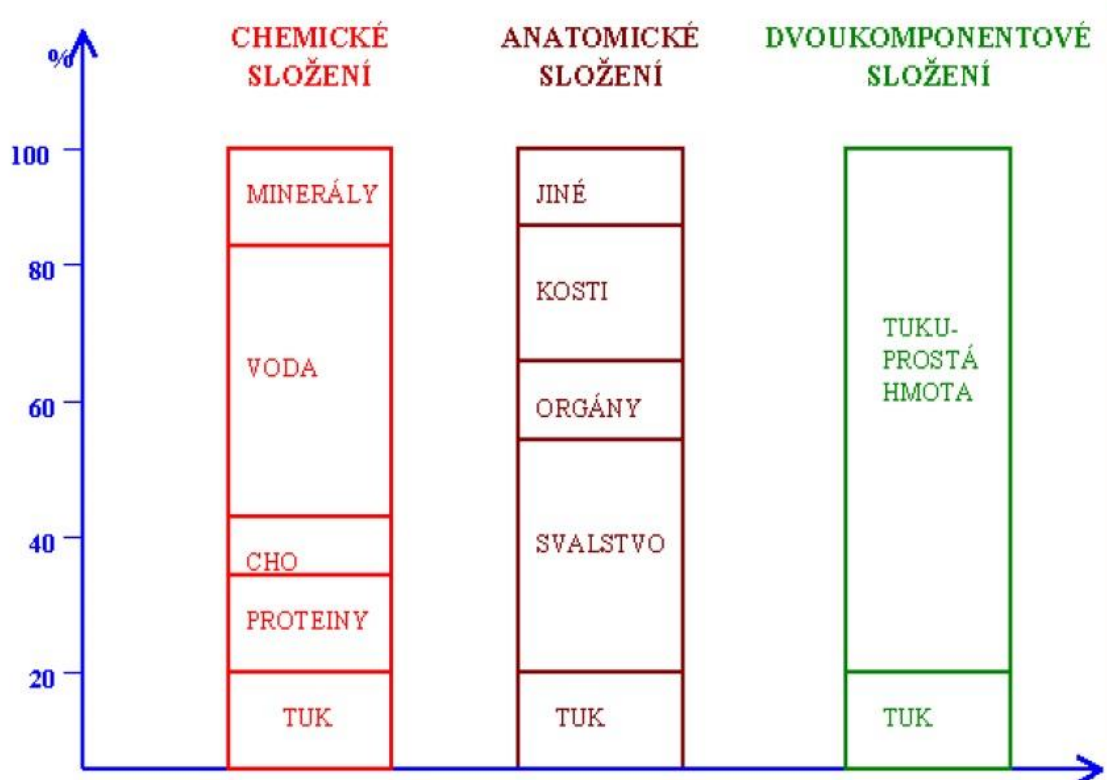 %
CHEMICKÉ
SLOŽENÍ
ANATOMICKÉ
SLOŽENÍ
DVOUKOMPONENTOVÉ
SLOŽENÍ
100
80
60
40
20
MINERÁLY
VODA
CHO
PROTEINY
TUK
JINÉ
KOSTI
ORGÁNY
SVALSTVO
TUK
TUKU-
PROSTÁ
HMOTA
TUK